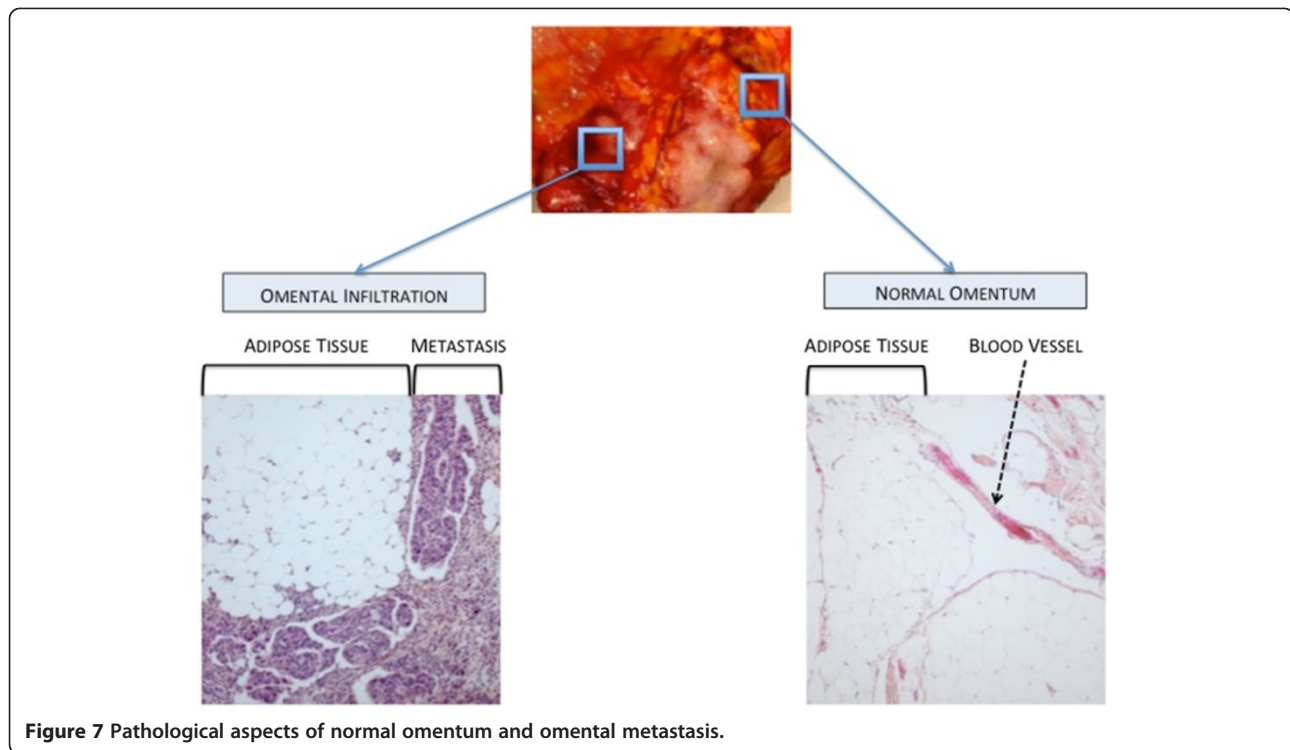 OMENTAL INFILTRATION
NORMAL OMENTUM
ADIPOSE TISSUE METASTASIS
ADIPOSE TISSUE BLOOD VESSEL
Figure 7 Pathological aspects of normal omentum and omental metastasis.